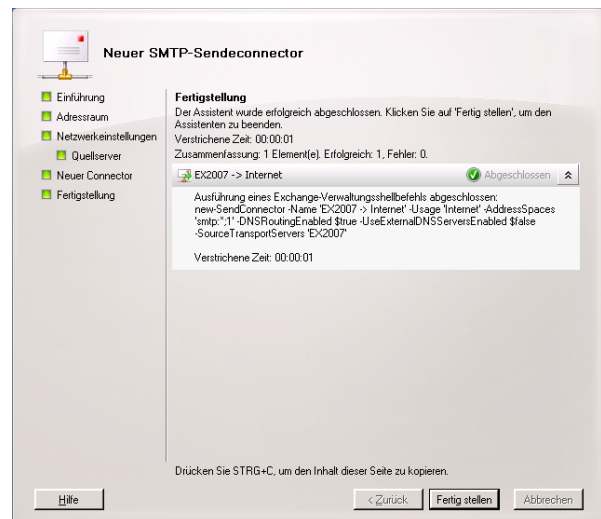 Neuer SMTP-Sendeconnector
Einführung
Adressraum
Netzwerkeinstellungen
Quellserver
Neuer Connector
Fertigstellung
Fertigstellung
Der Assistent wurde erfolgreich abgeschlossen. Klicken Sie auf 'Fertig stellen', um den
Assistenten zu beenden.
Verstrichene Zeit: 00:00:01
Zusammenfassung: 1 Element(e). Erfolgreich: 1, Fehler: 0.
EX2007 -> Internet
Abgeschlossen
Ausführung eines Exchange-Verwaltungsshellbefehls abgeschlossen:
new-SendConnector -Name 'EX2007 -> Internet' -Usage 'Internet' -AddressSpaces
'smtp:*;1' -DNSRoutingEnabled $true -UseExternalDNSServersEnabled $false
-SourceTransportServers 'EX2007'
Verstrichene Zeit: 00:00:01
Drücken Sie STRG+C, um den Inhalt dieser Seite zu kopieren.
Hilfe
< Zurück
Fertig stellen
Abbrechen